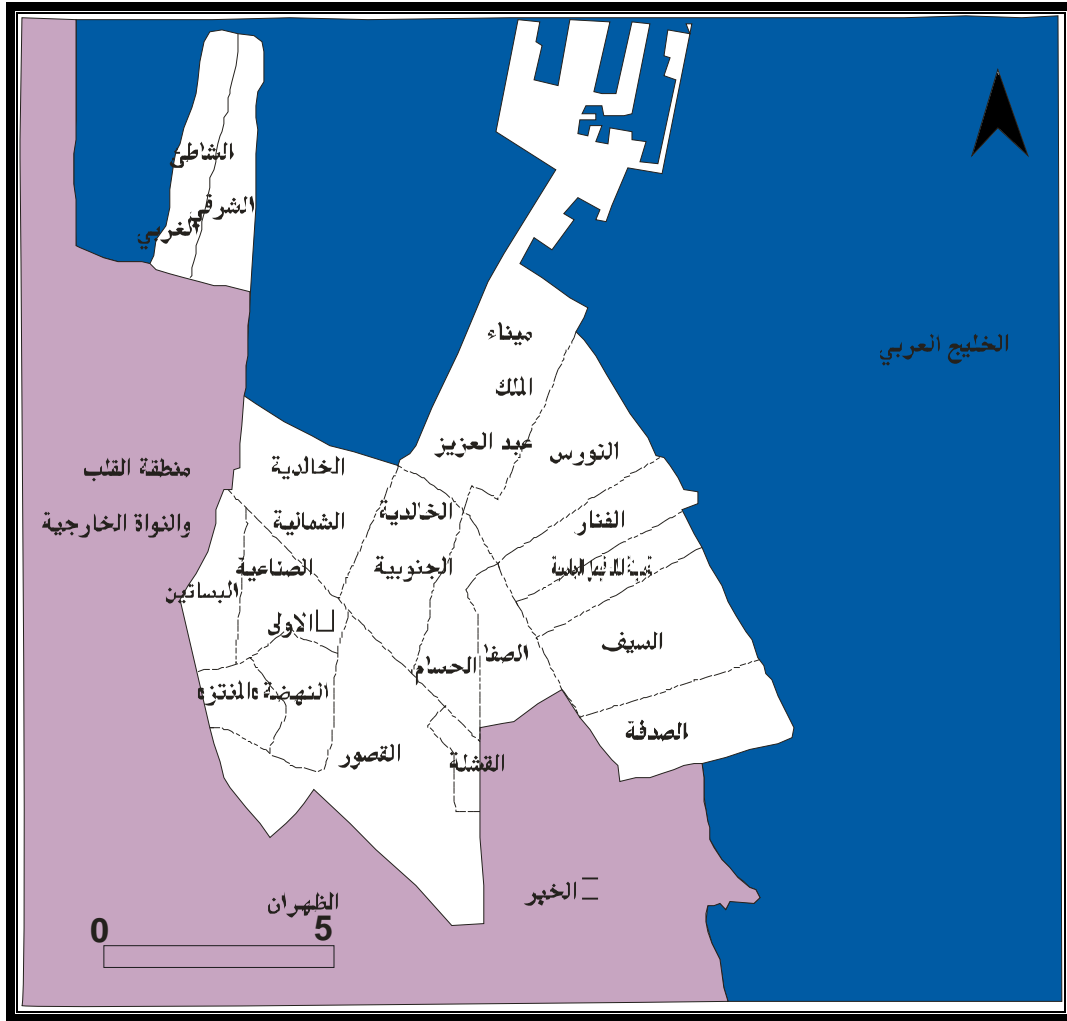 الشاطئ
الشرقي
الغربي
ميناء
الملك
عبد العزيز
النورس
الخليج العربي
منطقة القلب
والنواة الخارجية
الخالدية
الشمالية
الخالدية
الجنوبية
الفنار
السيف
الصناعية
الاولى
البساتين
الصفا
الحسام
النهضة
المنتزه
القصور
القشلة
الصدفة
الخبر
الظهران
0 5